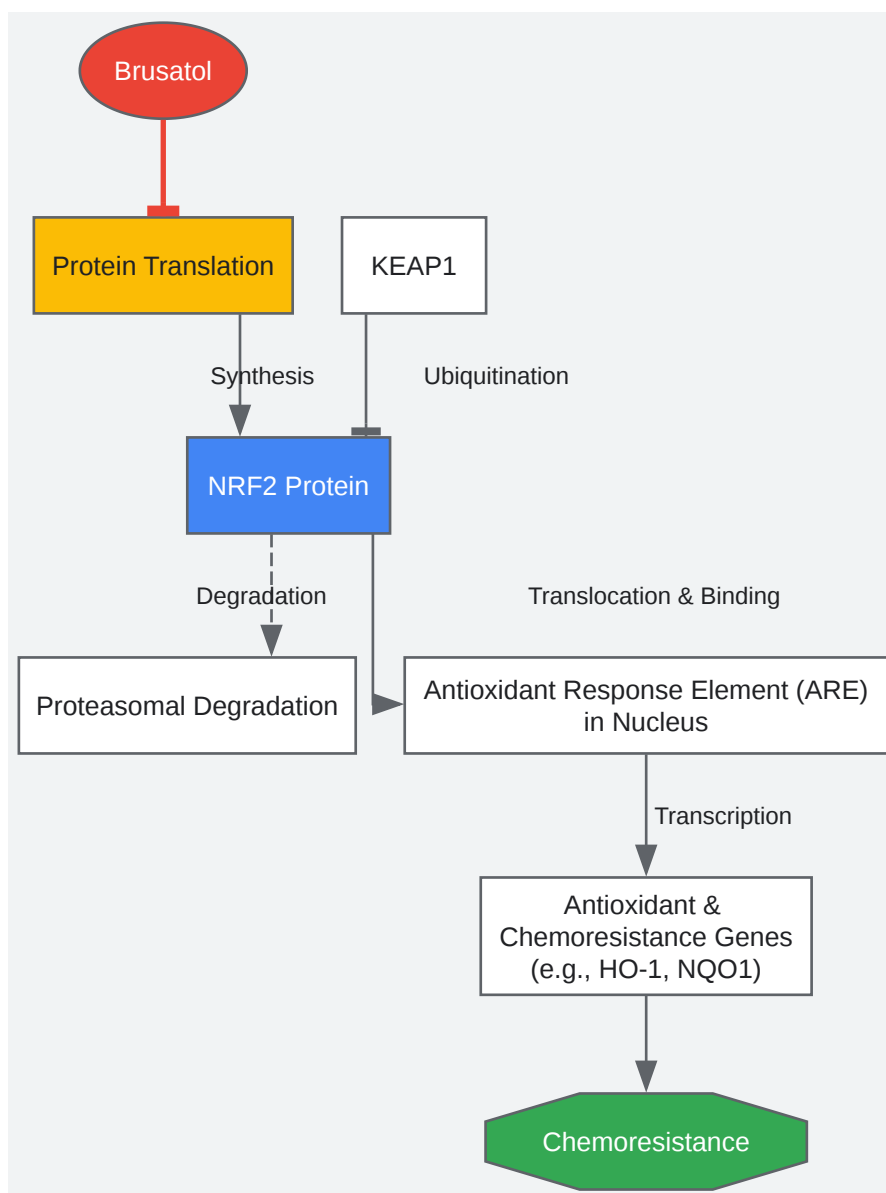 Brusatol
Protein Translation
KEAP1
Synthesis
Ubiquitination
NRF2 Protein
Degradation
Translocation & Binding
Proteasomal Degradation
Antioxidant Response Element (ARE)
in Nucleus
Transcription
Antioxidant &
Chemoresistance Genes
(e.g., HO-1, NQO1)
Chemoresistance